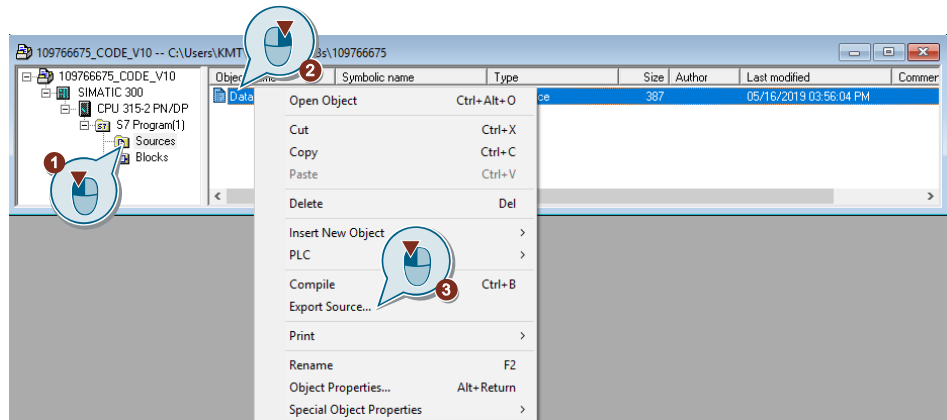 109766675_CODE_V10 -- C:\Users\KMT s\109766675
2
109766675_CODE_V10
SIMATIC 300
CPU 315-2 PN/DP
S7 Program(1)
Sources
Blocks
1
Symbolic name Type Size Author Last modified Commer
Data 387 05/16/2019 03:56:04 PM
Open Object Ctrl+Alt+O
Cut Ctrl+X
Copy Ctrl+C
Paste Ctrl+V
Delete Del
Insert New Object
PLC
Compile Ctrl+B
3
Export Source...
Print
Rename F2
Object Properties... Alt+Return
Special Object Properties